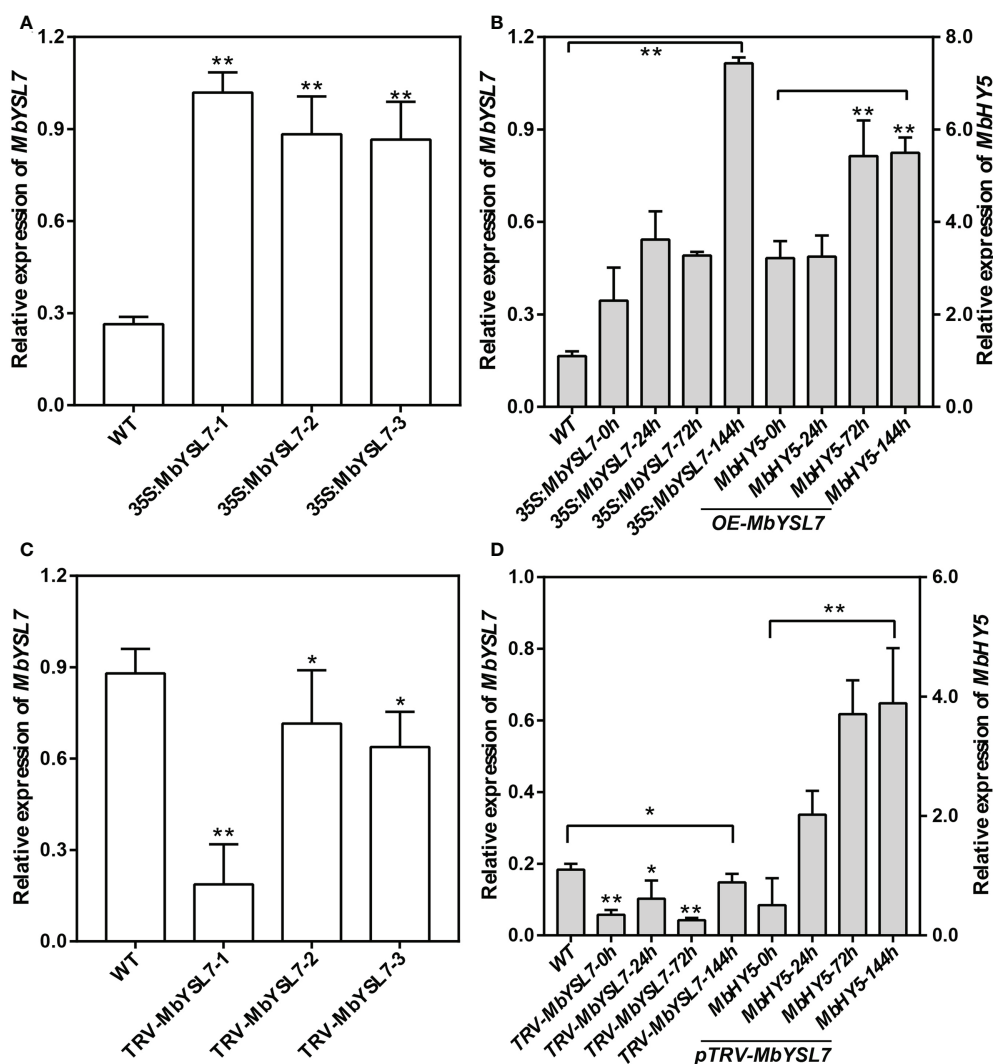 A
Relative expression of MbYSL7
1.2
0.9
0.6
0.3
0.0
**
**
**
WT
35S:MbYSL7-1
35S:MbYSL7-2
35S:MbYSL7-3
B
Relative expression of MbYSL7
1.2
0.9
0.6
0.3
0.0
**
**
**
8.0
6.0
4.0
2.0
0.0
Relative expression of MbHY5
WT
35S:MbYSL7-0h
35S:MbYSL7-24h
35S:MbYSL7-72h
35S:MbYSL7-144h
MbHY5-0h
MbHY5-24h
MbHY5-72h
MbHY5-144h
OE-MbYSL7
C
Relative expression of MbYSL7
1.2
0.9
0.6
0.3
0.0
**
*
*
WT
TRV-MbYSL7-1
TRV-MbYSL7-2
TRV-MbYSL7-3
D
Relative expression of MbYSL7
1.0
0.8
0.6
0.4
0.2
0.0
*
**
*
**
**
6.0
4.0
2.0
0.0
Relative expression of MbHY5
WT
TRV-MbYSL7-0h
TRV-MbYSL7-24h
TRV-MbYSL7-72h
TRV-MbYSL7-144h
MbHY5-0h
MbHY5-24h
MbHY5-72h
MbHY5-144h
pTRV-MbYSL7